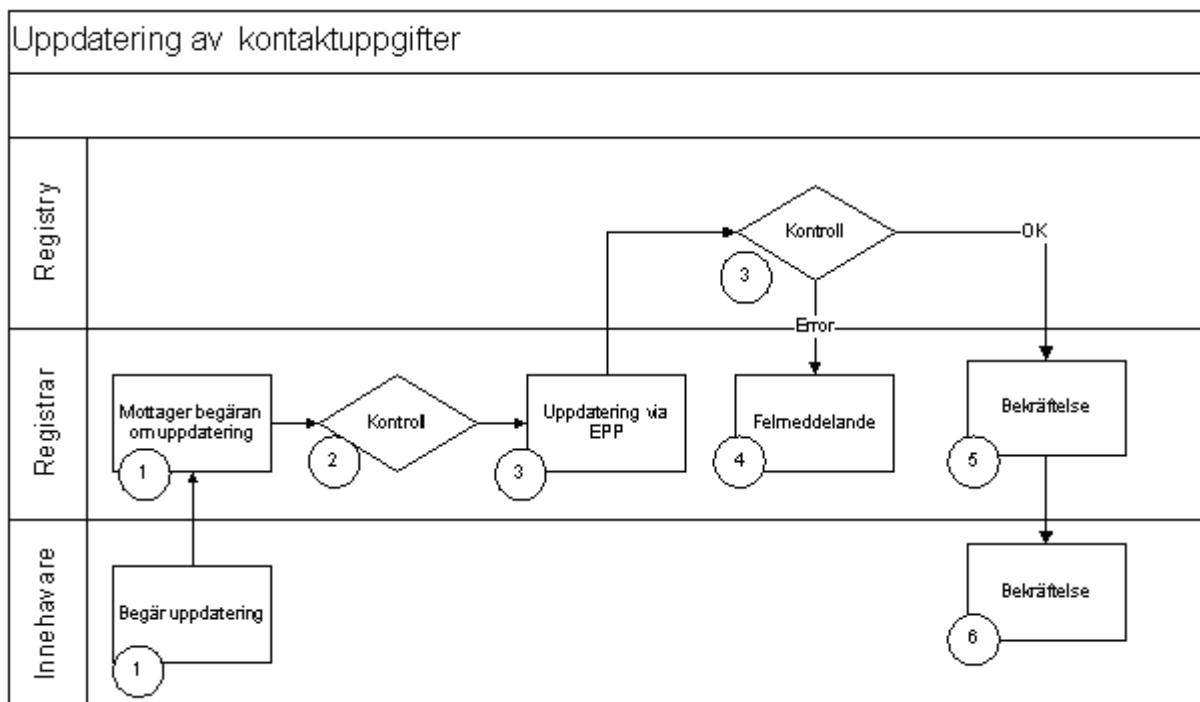 Uppdatering av kontaktuppgifter
Registry
Kontroll
3
OK
Error
Registrar
Mottager begäran
om uppdatering
1
Kontroll
2
Uppdatering via
EPP
3
Felmeddelande
4
Bekräftelse
5
Innehavare
Begär uppdatering
1
Bekräftelse
6